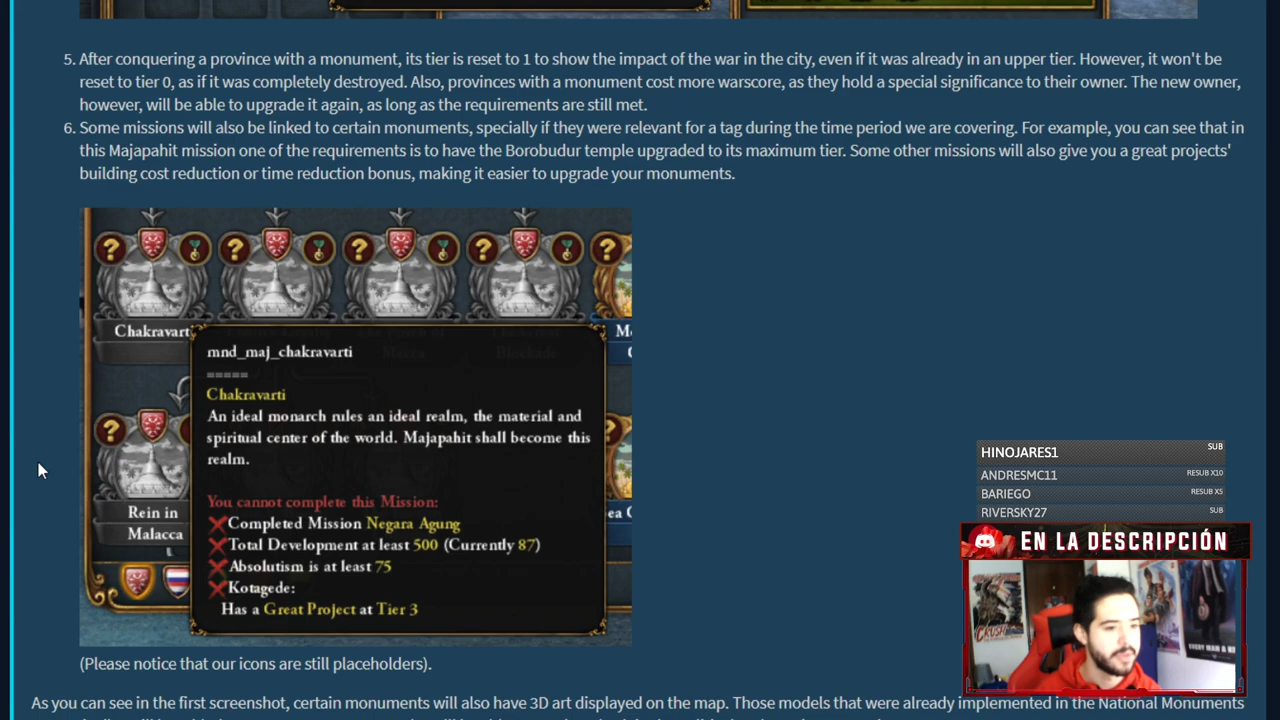 5. After conquering a province with a monument, its tier is reset to 1 to show the impact of the war in the city, even if it was already in an upper tier. However, it won't be
reset to tier 0, as if it was completely destroyed. Also, provinces with a monument cost more warscore, as they hold a special significance to their owner. The new owner,
however, will be able to upgrade it again, as long as the requirements are still met.
6. Some missions will also be linked to certain monuments, specially if they were relevant for a tag during the time period we are covering. For example, you can see that in
this Majapahit mission one of the requirements is to have the Borobudur temple upgraded to its maximum tier. Some other missions will also give you a great projects'
building cost reduction or time reduction bonus, making it easier to upgrade your monuments.
Chakravart
mnd_maj_chakravarti
=====
Chakravarti
An ideal monarch rules an ideal realm, the material and
spiritual center of the world. Majapahit shall become this
realm.
You cannot complete this Mission:
Completed Mission Negara Agung
Total Development at least 500 (Currently 87)
Absolutism is at least 75
Kotagede:
Has a Great Project at Tier 3
Rein in
Malacca
HINOJARES1 SUB
ANDRESMC11 RESUB X10
BARIEGO RESUB X5
RIVERSKY27 SUB
EN LA DESCRIPCIÓN
(Please notice that our icons are still placeholders).
As you can see in the first screenshot, certain monuments will also have 3D art displayed on the map. Those models that were already implemented in the National Monuments